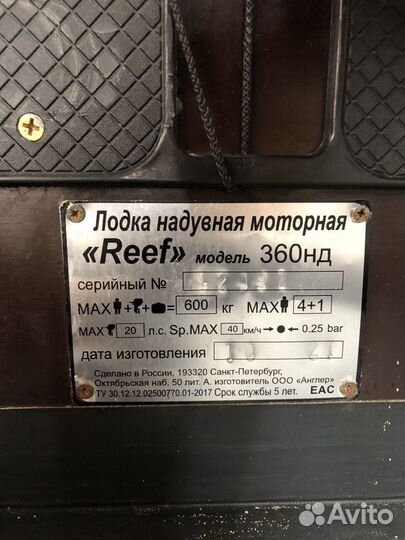 Лодка надувная моторная
«Reef» модель 360нд
серийный №
MAX + + = 600 кг MAX 4+1
MAX 20 л.с. Sp.MAX 40 км/ч 0.25 bar
дата изготовления
Сделано в России, 193320 Санкт-Петербург,
Октябрьская наб. 50 лит. А. изготовитель ООО «Англер»
ТУ 30.12.12.02500770.01-2017 Срок службы 5 лет. ЕАС
Avito